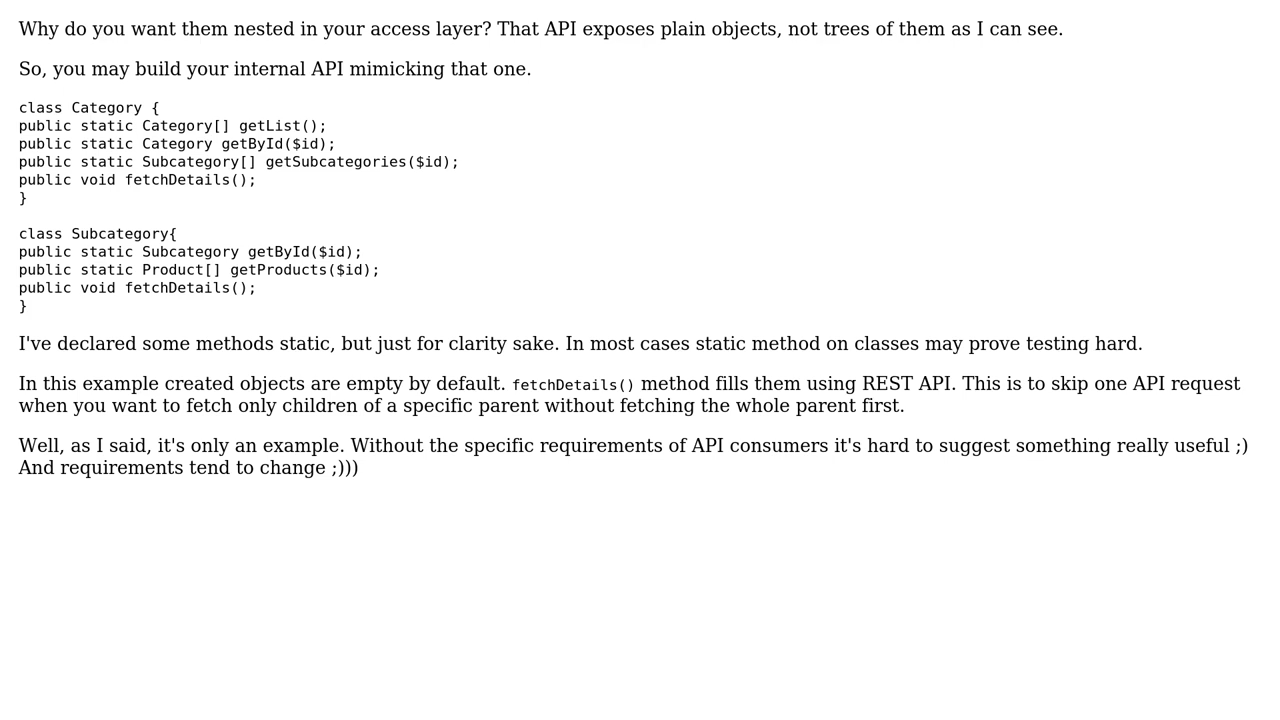 Why do you want them nested in your access layer? That API exposes plain objects, not trees of them as I can see.
So, you may build your internal API mimicking that one.
class Category {
public static Category[] getList();
public static Category getById($id);
public static Subcategory[] getSubcategories($id);
public void fetchDetails();
}
class Subcategory{
public static Subcategory getById($id);
public static Product[] getProducts($id);
public void fetchDetails();
}
I've declared some methods static, but just for clarity sake. In most cases static method on classes may prove testing hard.
In this example created objects are empty by default. fetchDetails() method fills them using REST API. This is to skip one API request
when you want to fetch only children of a specific parent without fetching the whole parent first.
Well, as I said, it's only an example. Without the specific requirements of API consumers it's hard to suggest something really useful ;)
And requirements tend to change ;)))